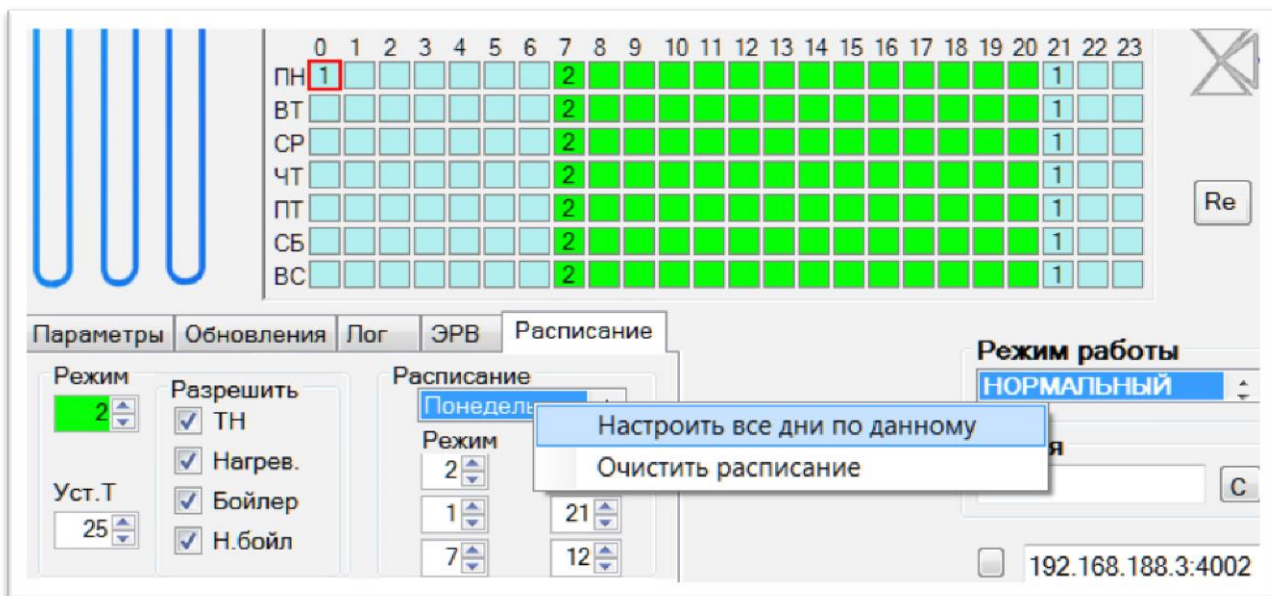 0 1 2 3 4 5 6 7 8 9 10 11 12 13 14 15 16 17 18 19 20 21 22 23
ПН 1 2 1
ВТ 2 1
СР 2 1
ЧТ 2 1
ПТ 2 1
СБ 2 1
ВС 2 1
Re
Параметры Обновления Лог ЭРВ Расписание
Режим
2
Уст.Т
25
Разрешить
ТН
Нагрев.
Бойлер
Н.бойл
Расписание
Понедель
Режим
2
1 21
7 12
Настроить все дни по данному
Очистить расписание
Режим работы
НОРМАЛЬНЫЙ
я
С
192.168.188.3:4002